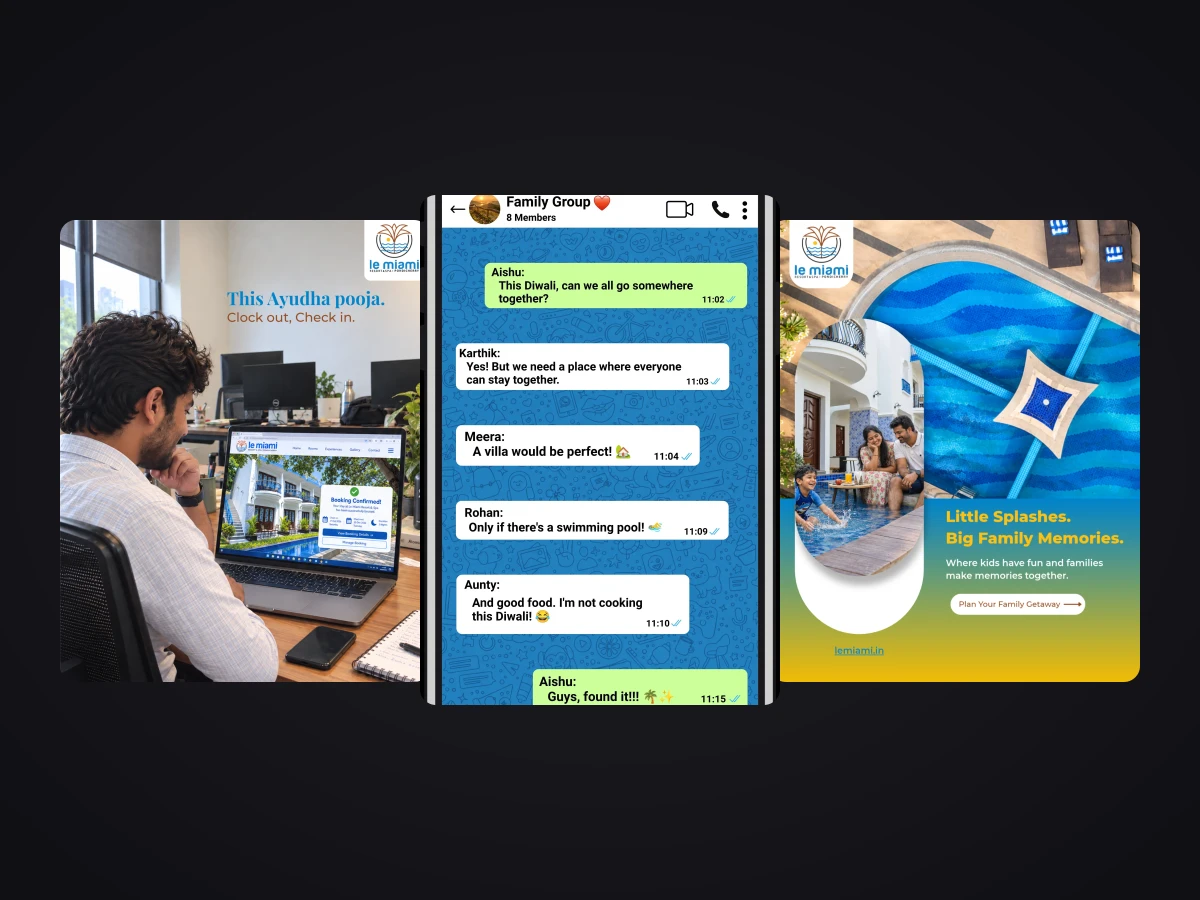 le miami
This Ayudha pooja.
Clock out, Check in.
le miami
Booking Confirmed!
Family Group
8 Members
Aishu:
This Diwali, can we all go somewhere
together?
11:02
Karthik:
Yes! But we need a place where everyone
can stay together.
11:03
Meera:
A villa would be perfect! 🏡
11:04
Rohan:
Only if there's a swimming pool!
11:09
Aunty:
And good food. I'm not cooking
this Diwali! 😂
11:10
Aishu:
Guys, found it!!! 🌴✨
11:15
le miami
Little Splashes.
Big Family Memories.
Where kids have fun and families
make memories together.
Plan Your Family Getaway
lemiami.in